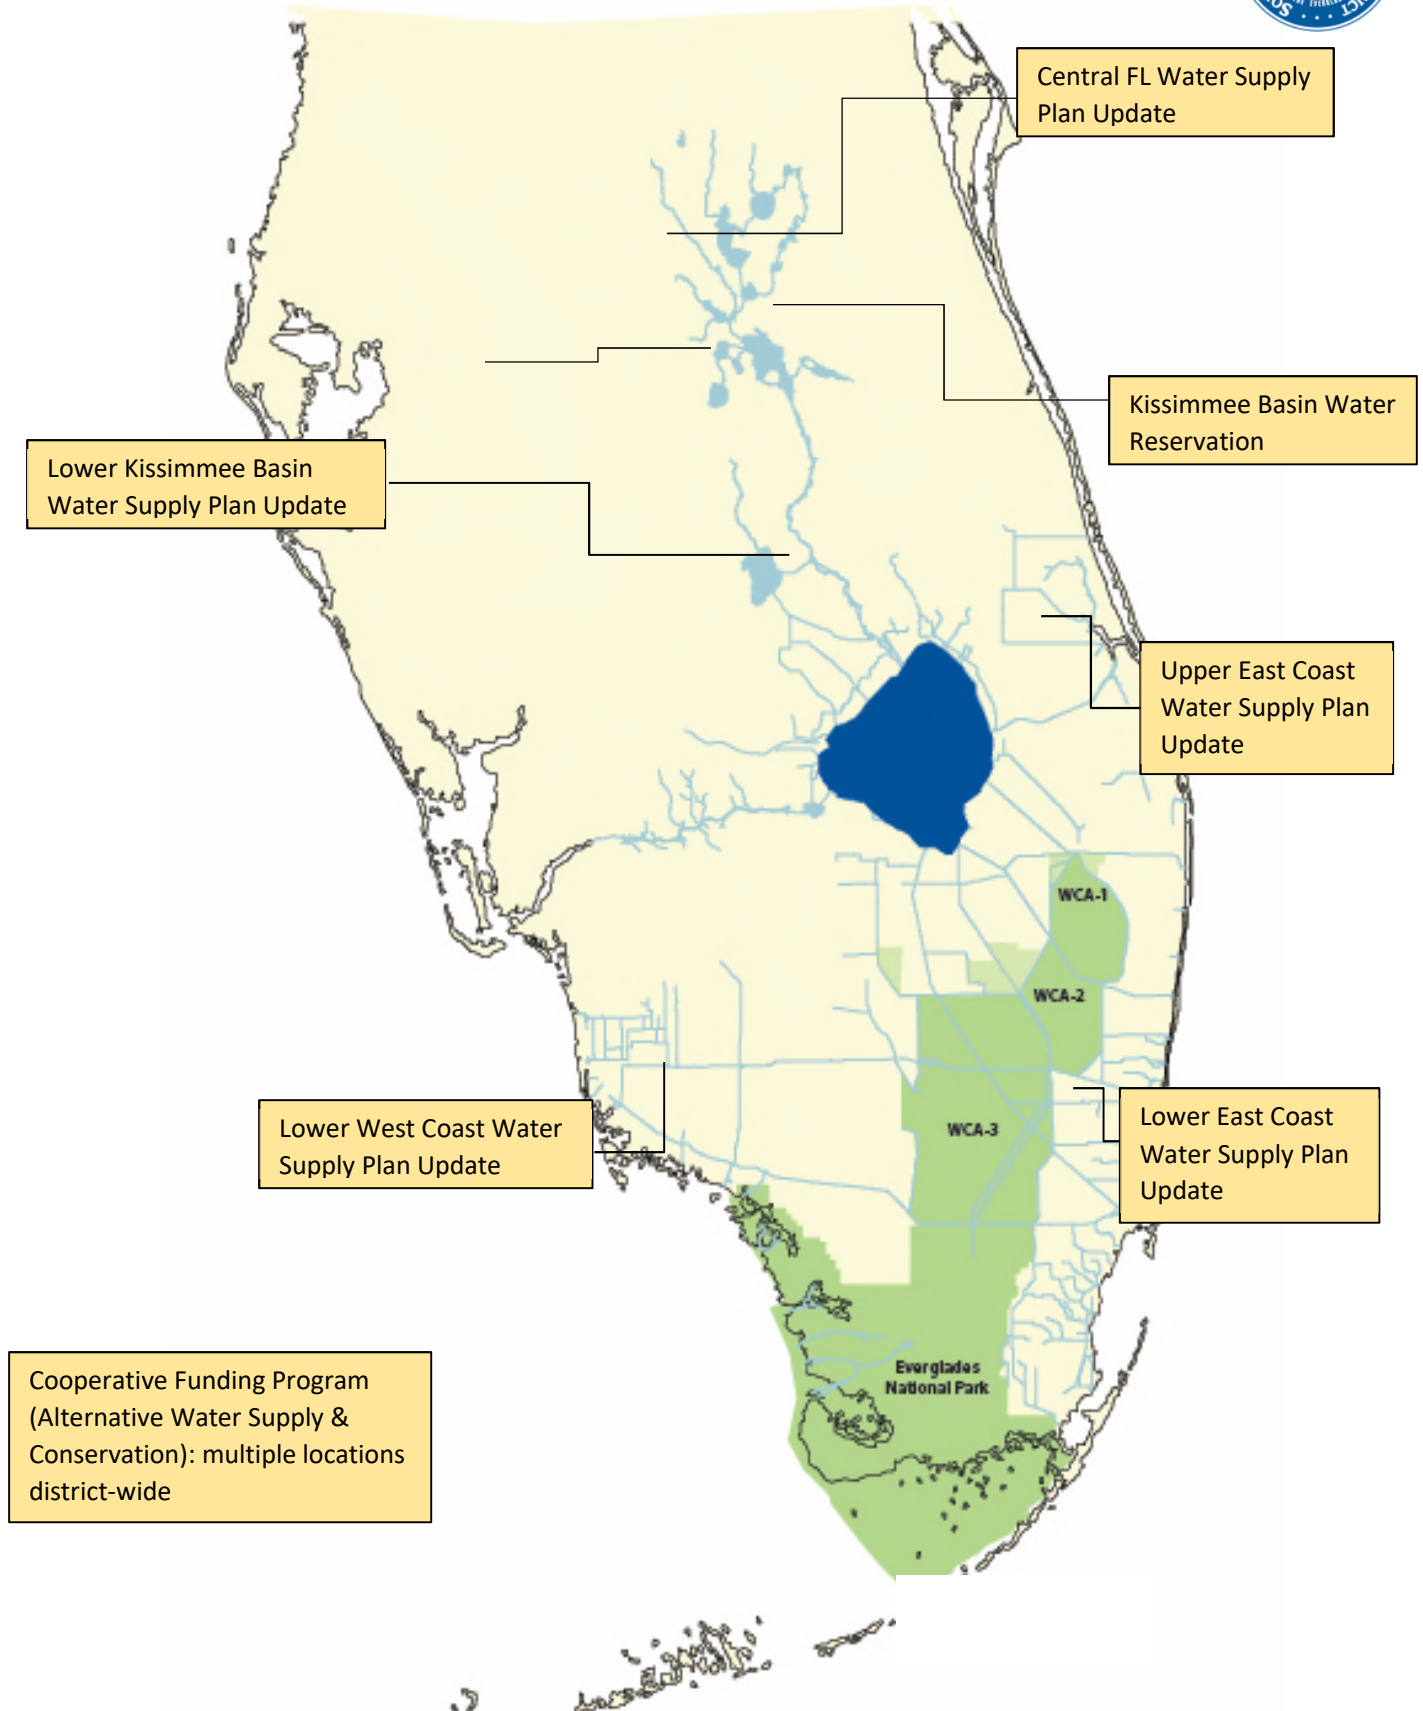 Central FL Water Supply
Plan Update
Kissimmee Basin Water
Reservation
Lower Kissimmee Basin
Water Supply Plan Update
Upper East Coast
Water Supply Plan
Update
WCA-1
WCA-2
WCA-3
Lower West Coast Water
Supply Plan Update
Lower East Coast
Water Supply Plan
Update
Everglades
National Park
Cooperative Funding Program
(Alternative Water Supply &
Conservation): multiple locations
district-wide